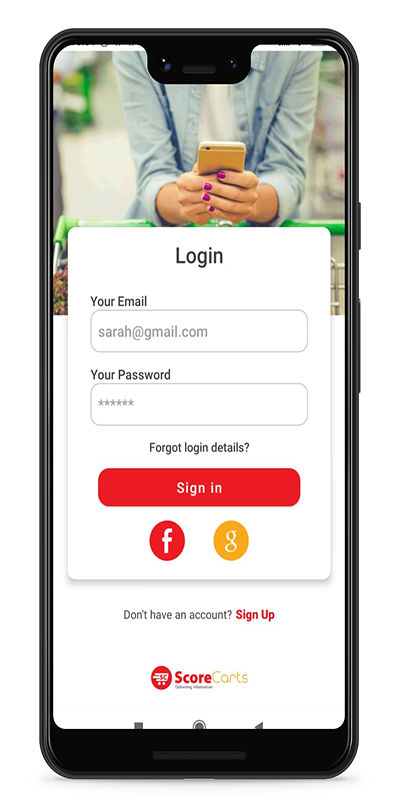 Login
Your Email
sarah@gmail.com
Your Password
******
Forgot login details?
Sign in
f
g
Don't have an account? Sign Up
SC ScoreCarts
Delivering information